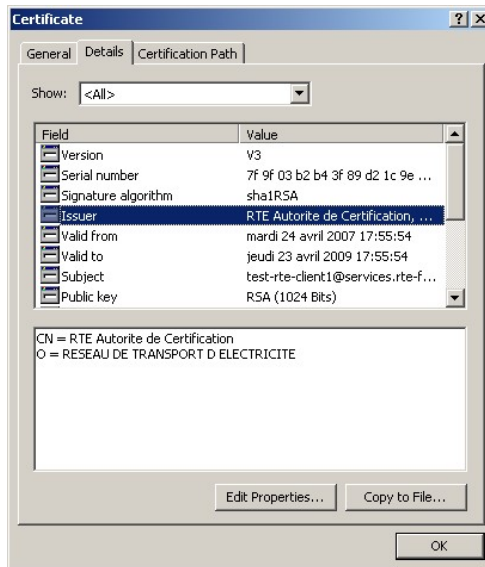 Certificate
General Details Certification Path
Show: <All>
Field Value
Version V3
Serial number 7f 9f 03 b2 b4 3f 89 d2 1c 9e ...
Signature algorithm sha1RSA
Issuer RTE Autorite de Certification, ...
Valid from mardi 24 avril 2007 17:55:54
Valid to jeudi 23 avril 2009 17:55:54
Subject test-rte-client1@services.rte-f...
Public key RSA (1024 Bits)
CN = RTE Autorite de Certification
O = RESEAU DE TRANSPORT D ELECTRICITE
Edit Properties... Copy to File...
OK